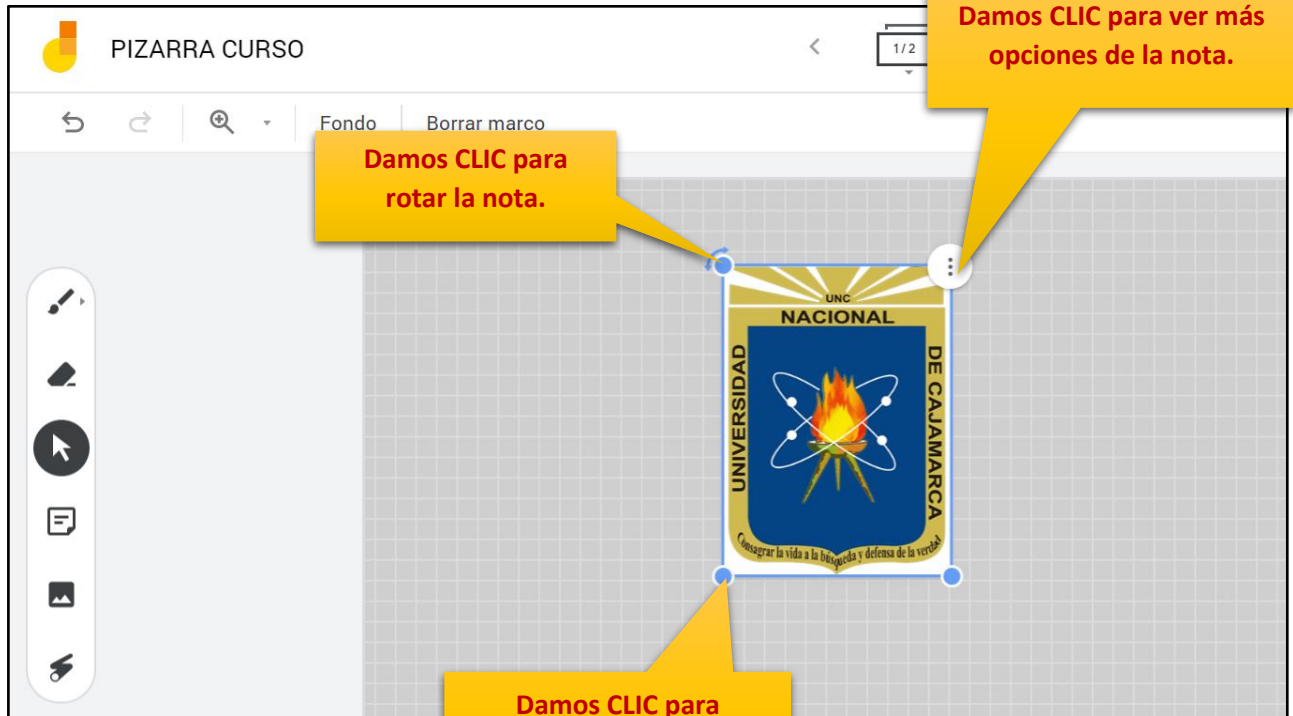 PIZARRA CURSO
1/2
Damos CLIC para ver más
opciones de la nota.
Fondo
Borrar marco
Damos CLIC para
rotar la nota.
UNC
NACIONAL
UNIVERSIDAD
DE CAJAMARCA
Consagrar la vida a la búsqueda y defensa de la verdad
Damos CLIC para